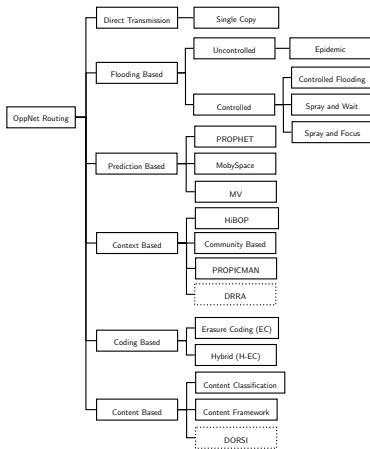 OppNet Routing
Direct Transmission
Single Copy
Flooding Based
Uncontrolled
Epidemic
Controlled
Controlled Flooding
Spray and Wait
Spray and Focus
Prediction Based
PROPHET
MobySpace
MV
Context Based
HiBOP
Community Based
PROPICMAN
DRRA
Coding Based
Erasure Coding (EC)
Hybrid (H-EC)
Content Based
Content Classification
Content Framework
DORSI